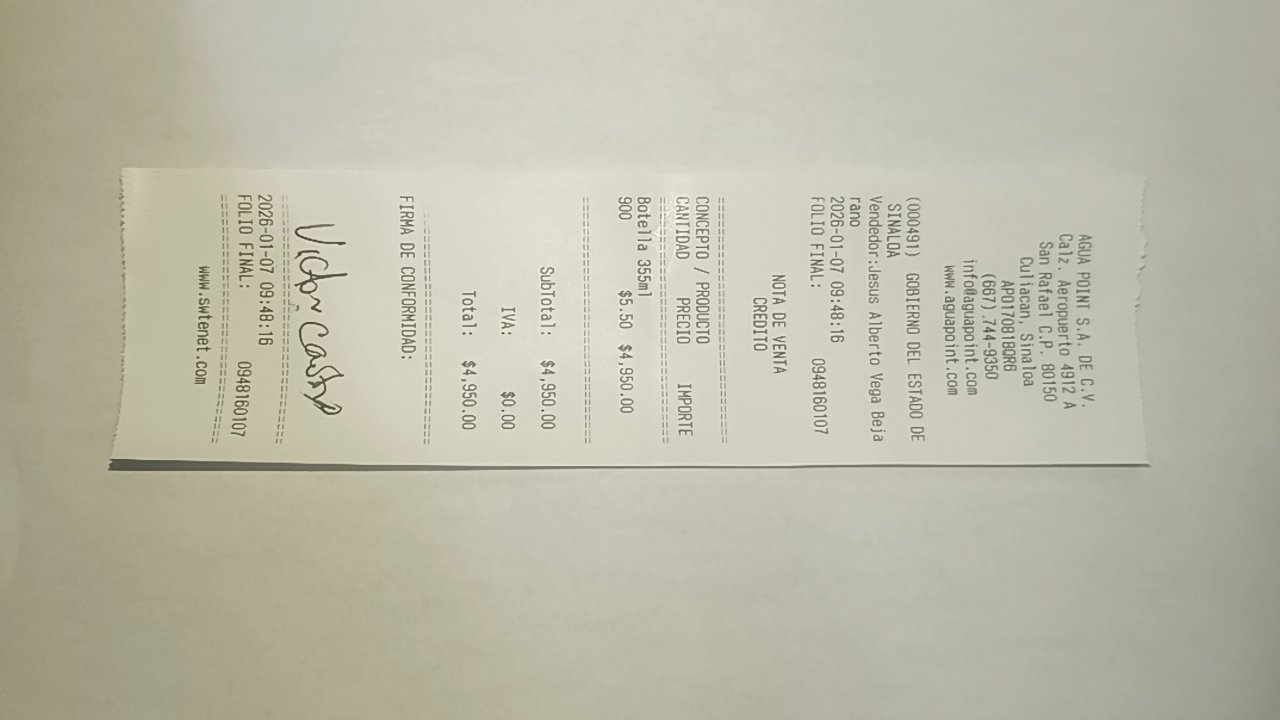 AGUA POINT S.A. DE C.V.
Calz. Aeropuerto 4912 A
San Rafael C.P. 80150
Culiacan, Sinaloa
APO170818QR6
(667).744-9350
info@aguapoint.com
www.aguapoint.com
(000491) GOBIERNO DEL ESTADO DE
SINALOA
Vendedor:Jesus Alberto Vega Beja
rano
2026-01-07 09:48:16
FOLIO FINAL: 0948160107
NOTA DE VENTA
CREDITO
================================
CONCEPTO / PRODUCTO
CANTIDAD PRECIO IMPORTE
================================
Botella 355ml
900 $5.50 $4,950.00
================================
SubTotal: $4,950.00
IVA: $0.00
Total: $4,950.00
================================
FIRMA DE CONFORMIDAD:
Victor Castro
================================
2026-01-07 09:48:16
FOLIO FINAL: 0948160107
================================
www.swtenet.com